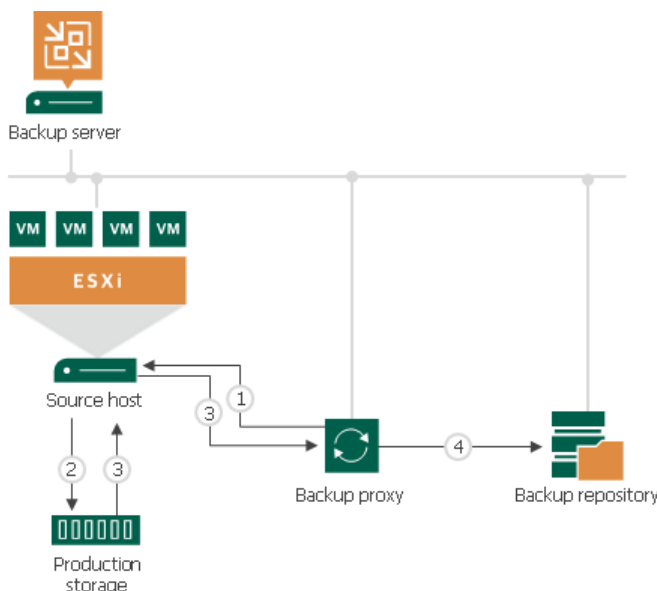 Backup server
VM VM VM VM
ESXi
Source host
1
3
2
3
4
Backup proxy
Backup repository
Production
storage